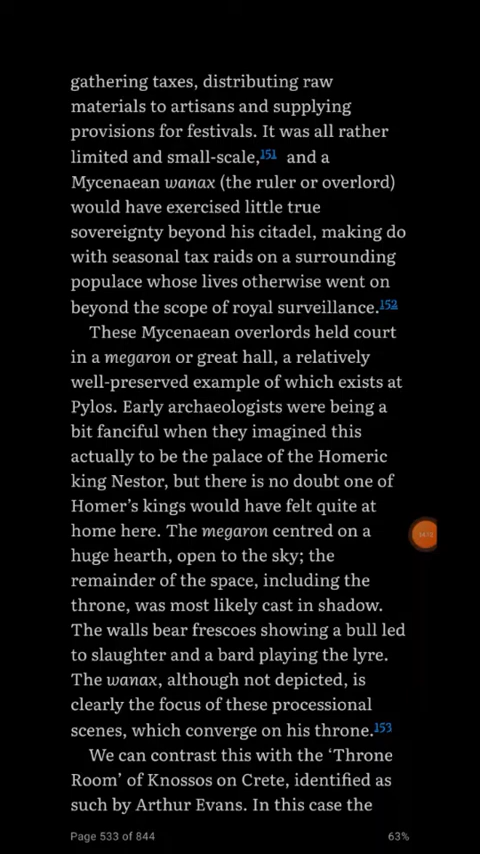 gathering taxes, distributing raw
materials to artisans and supplying
provisions for festivals. It was all rather
limited and small-scale,151 and a
Mycenaean wanax (the ruler or overlord)
would have exercised little true
sovereignty beyond his citadel, making do
with seasonal tax raids on a surrounding
populace whose lives otherwise went on
beyond the scope of royal surveillance.152
These Mycenaean overlords held court
in a megaron or great hall, a relatively
well-preserved example of which exists at
Pylos. Early archaeologists were being a
bit fanciful when they imagined this
actually to be the palace of the Homeric
king Nestor, but there is no doubt one of
Homer’s kings would have felt quite at
home here. The megaron centred on a
huge hearth, open to the sky; the
remainder of the space, including the
throne, was most likely cast in shadow.
The walls bear frescoes showing a bull led
to slaughter and a bard playing the lyre.
The wanax, although not depicted, is
clearly the focus of these processional
scenes, which converge on his throne.153
We can contrast this with the ‘Throne
Room’ of Knossos on Crete, identified as
such by Arthur Evans. In this case the
Page 533 of 844
63%